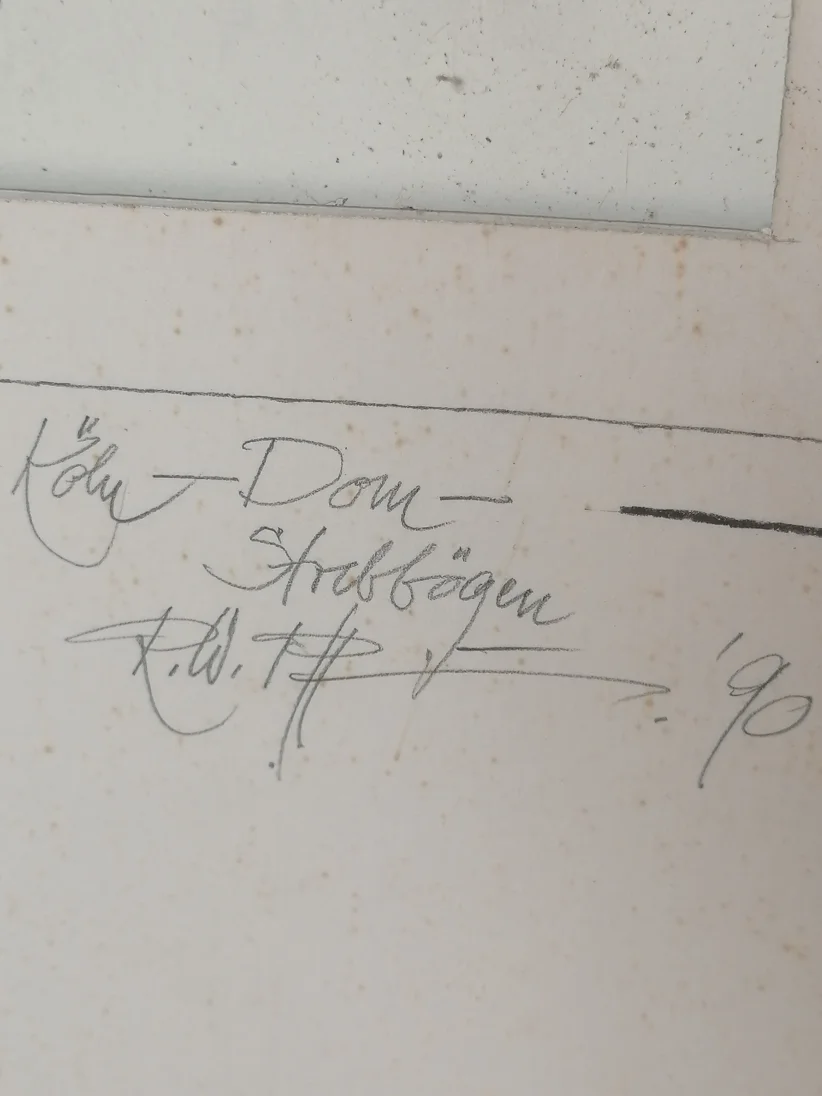 Köln — Dom —
Strebbögen
R.W.
'90